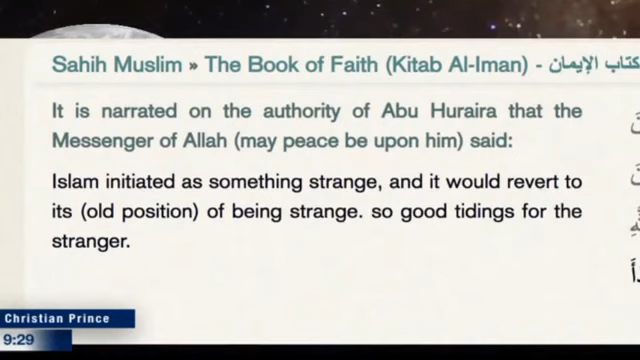 Sahih Muslim » The Book of Faith (Kitab Al-Iman) - كتاب الإيمان
It is narrated on the authority of Abu Huraira that the
Messenger of Allah (may peace be upon him) said:
Islam initiated as something strange, and it would revert to
its (old position) of being strange. so good tidings for the
stranger.
Christian Prince
9:29